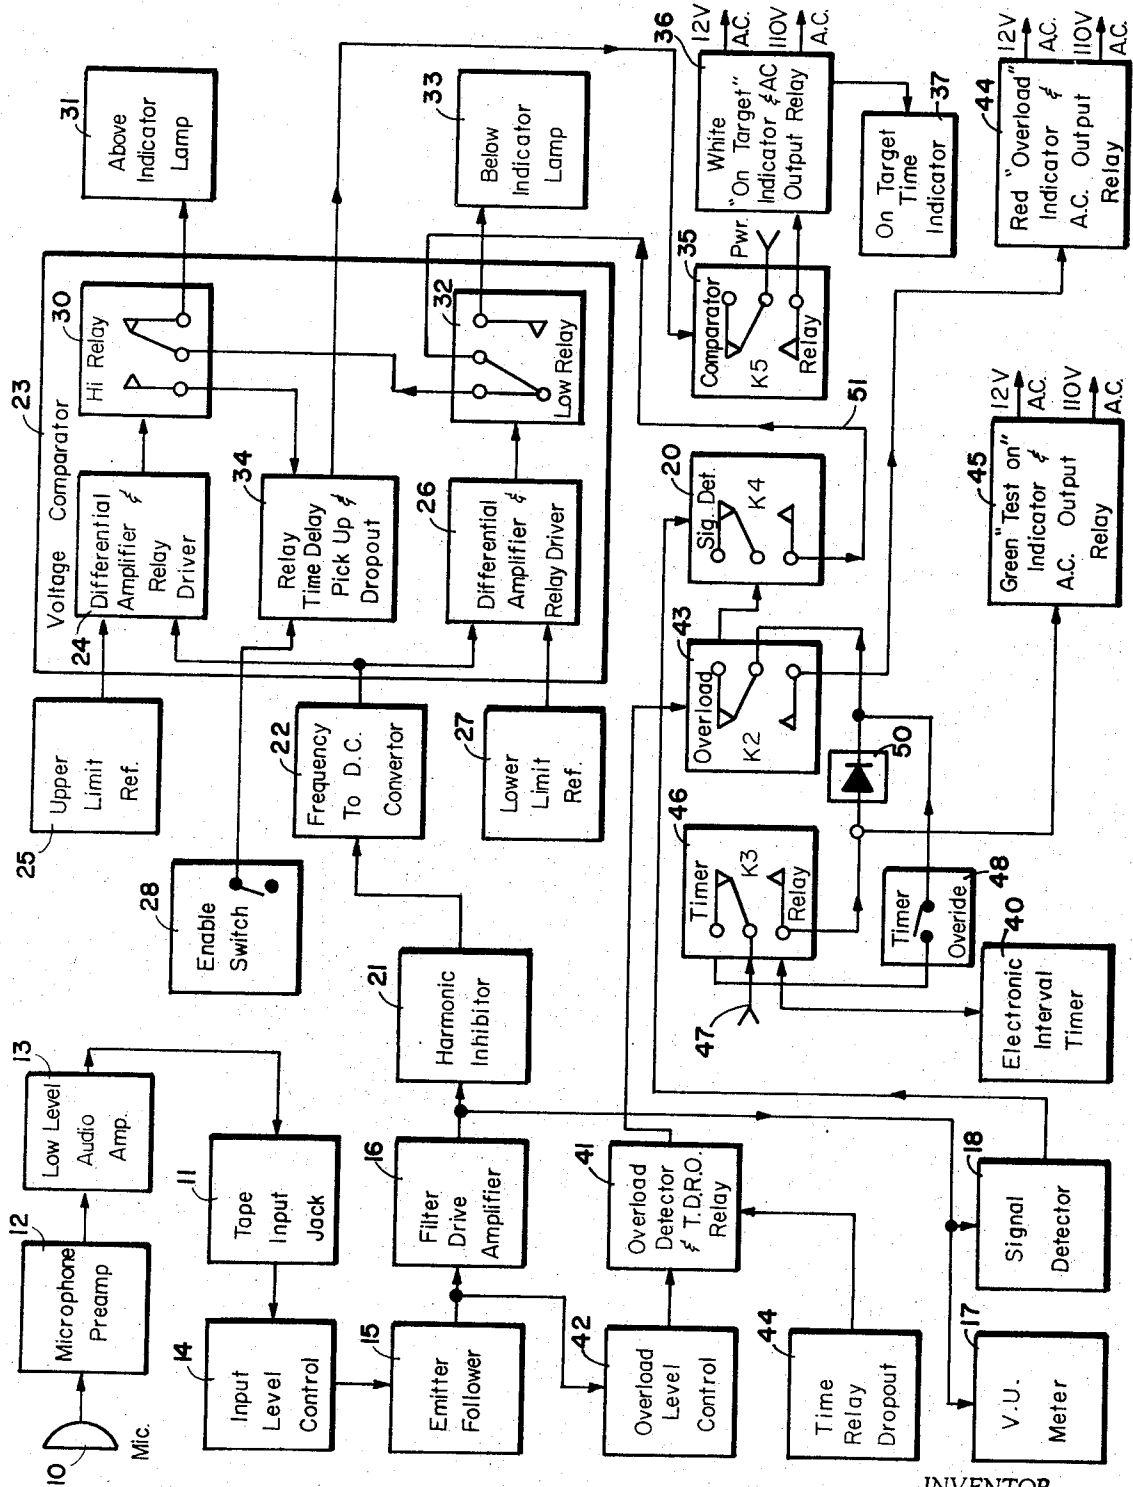 10
Mic.
12
Microphone
Preamp
13
Low Level
Audio
Amp.
11
Tape
Input
Jack
14
Input
Level
Control
15
Emitter
Follower
16
Filter
Drive
Amplifier
21
Harmonic
Inhibitor
42
Overload
Level
Control
41
Overload
Detector
& T.D.R.O.
Relay
44
Time
Relay
Dropout
17
V.U.
Meter
18
Signal
Detector
25
Upper
Limit
Ref.
28
Enable
Switch
22
Frequency
To D.C.
Convertor
27
Lower
Limit
Ref.
23
Voltage Comparator
24
Differential
Amplifier &
Relay
Driver
30
Hi Relay
31
Above
Indicator
Lamp
34
Relay
Time Delay
Pick Up &
Dropout
26
Differential
Amplifier &
Relay Driver
32
Low Relay
33
Below
Indicator
Lamp
46
Timer
K3
Relay
47
48
Timer
Overide
40
Electronic
Interval
Timer
50
43
Overload
K2
20
Sig. Det.
K4
51
35
Comparator
K5
Relay
Pwr.
36
White
"On Target"
Indicator & AC
Output Relay
12V
A.C.
110V
A.C.
37
On Target
Time
Indicator
45
Green "Test on"
Indicator &
A.C. Output
Relay
12V
A.C.
110V
A.C.
44
Red "Overload"
Indicator &
A.C. Output
Relay
12V
A.C.
110V
A.C.
INVENTOR